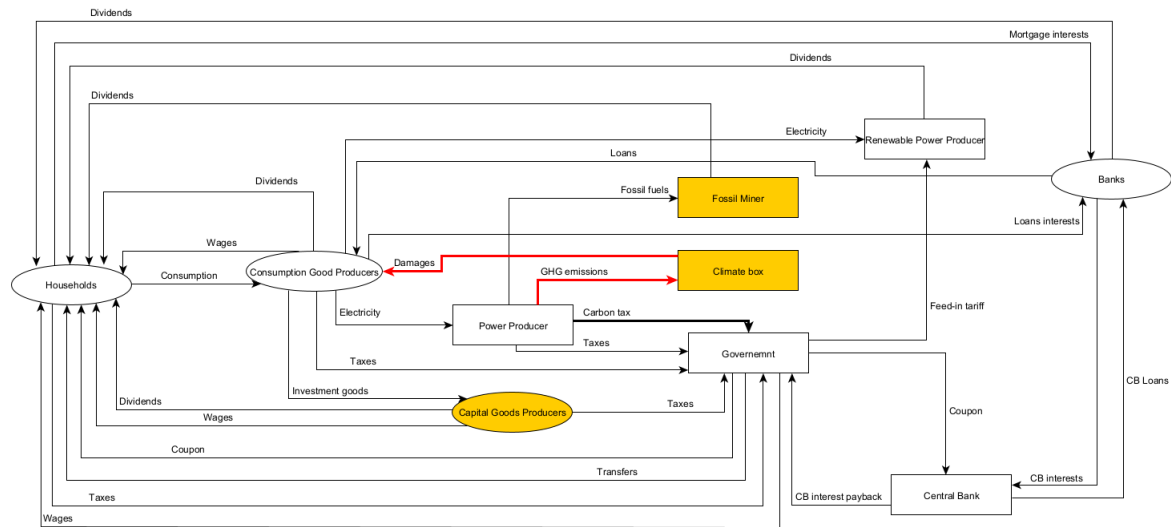 Dividends
Mortgage interests
Dividends
Dividends
Electricity
Renewable Power Producer
Loans
Banks
Dividends
Fossil fuels
Fossil Miner
Loans interests
Wages
Damages
Climate box
Consumption
Consumption Good Producers
GHG emissions
Households
Feed-in tariff
Electricity
Carbon tax
Power Producer
Taxes
Governemnt
Taxes
CB Loans
Investment goods
Dividends
Capital Goods Producers
Taxes
Wages
Coupon
Coupon
Transfers
CB interests
Taxes
CB interest payback
Central Bank
Wages